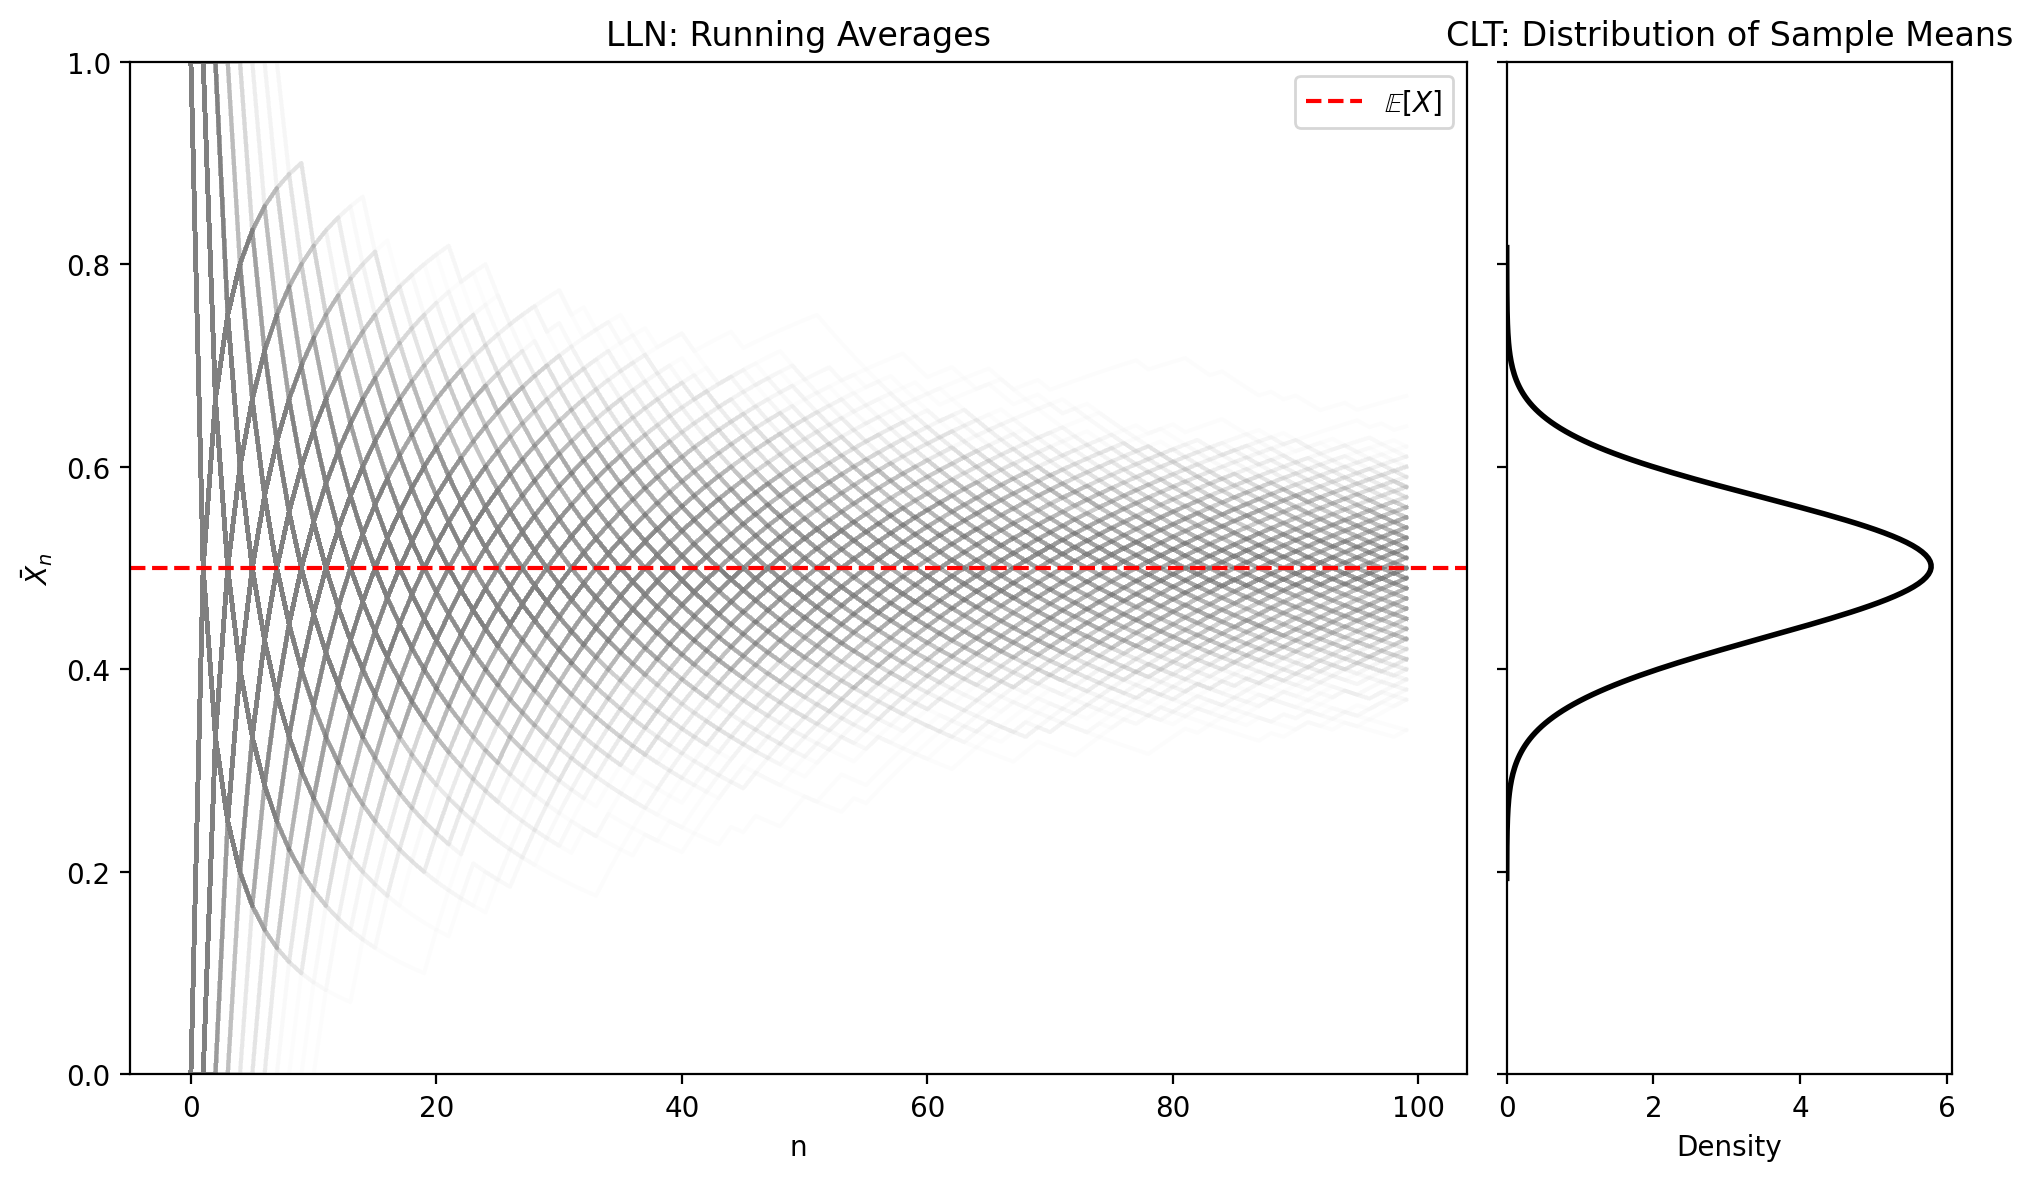 LLN: Running Averages
CLT: Distribution of Sample Means
𝔼[X]
1.0
0.8
0.6
0.4
0.2
0.0
X̄ₙ
0 20 40 60 80 100
n
0 2 4 6
Density